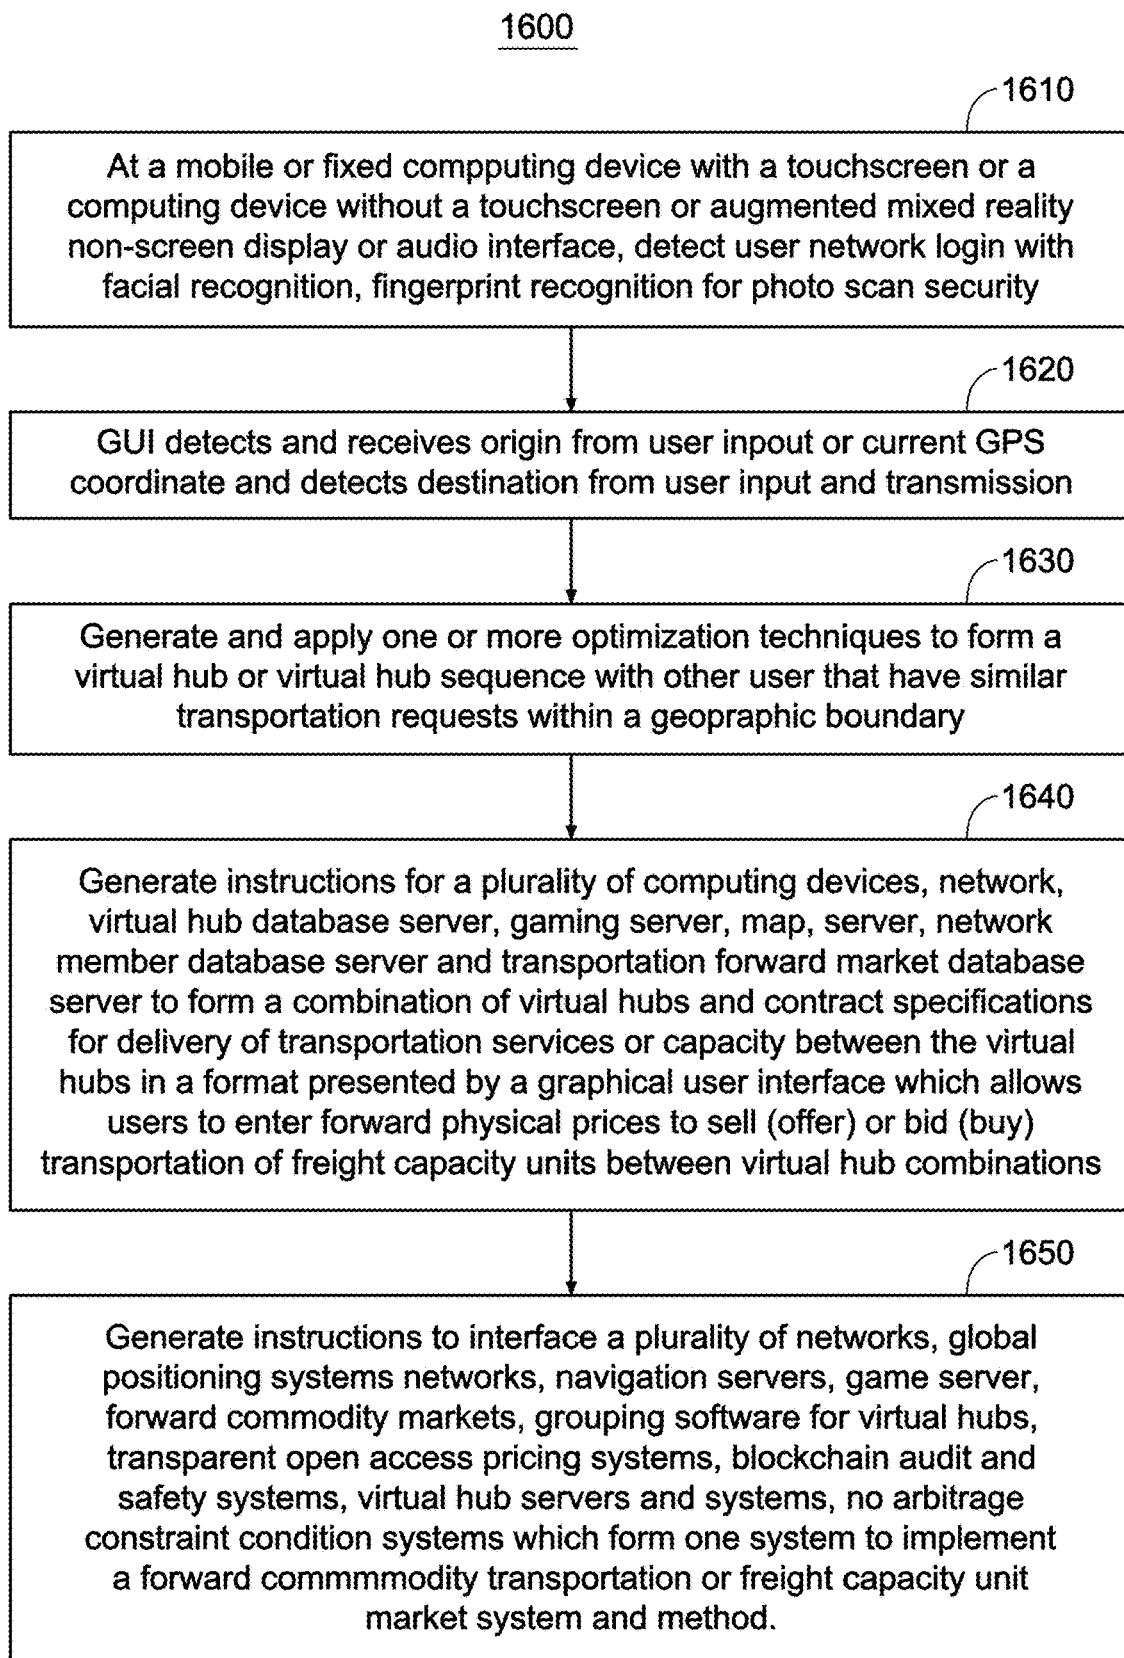 1600
1610
At a mobile or fixed compputing device with a touchscreen or a
computing device without a touchscreen or augmented mixed reality
non-screen display or audio interface, detect user network login with
facial recognition, fingerprint recognition for photo scan security
1620
GUI detects and receives origin from user inpout or current GPS
coordinate and detects destination from user input and transmission
1630
Generate and apply one or more optimization techniques to form a
virtual hub or virtual hub sequence with other user that have similar
transportation requests within a geopraphic boundary
1640
Generate instructions for a plurality of computing devices, network,
virtual hub database server, gaming server, map, server, network
member database server and transportation forward market database
server to form a combination of virtual hubs and contract specifications
for delivery of transportation services or capacity between the virtual
hubs in a format presented by a graphical user interface which allows
users to enter forward physical prices to sell (offer) or bid (buy)
transportation of freight capacity units between virtual hub combinations
1650
Generate instructions to interface a plurality of networks, global
positioning systems networks, navigation servers, game server,
forward commodity markets, grouping software for virtual hubs,
transparent open access pricing systems, blockchain audit and
safety systems, virtual hub servers and systems, no arbitrage
constraint condition systems which form one system to implement
a forward commmmodity transportation or freight capacity unit
market system and method.